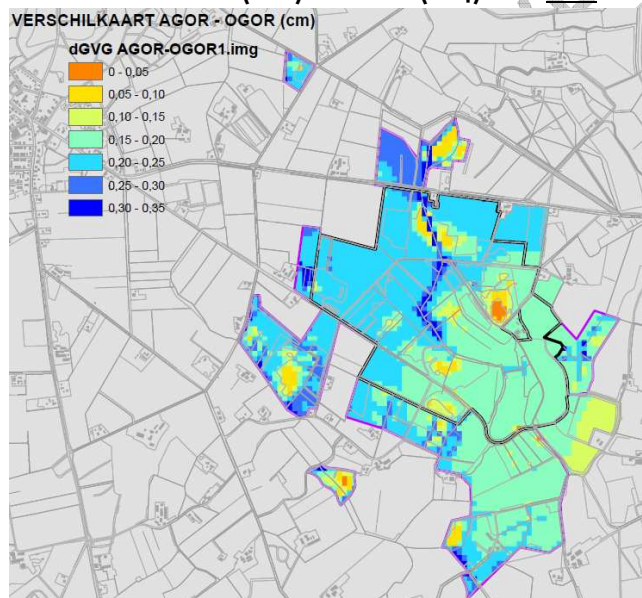 VERSCHILKAART AGOR - OGOR (cm)
dGVG AGOR-OGOR1.img
0 - 0,05
0,05 - 0,10
0,10 - 0,15
0,15 - 0,20
0,20 - 0,25
0,25 - 0,30
0,30 - 0,35